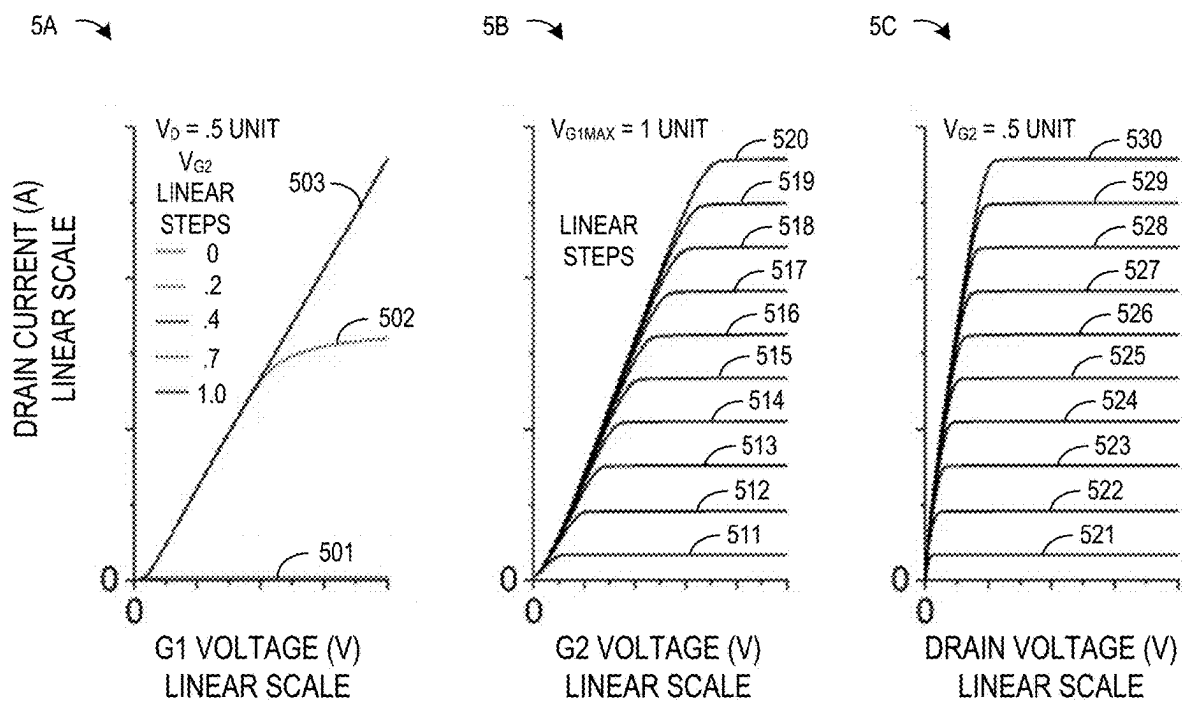 5A
5B
5C
DRAIN CURRENT (A)
LINEAR SCALE
V_D = .5 UNIT
V_G2
LINEAR
STEPS
0
.2
.4
.7
1.0
503
502
501
0
0
G1 VOLTAGE (V)
LINEAR SCALE
V_G1MAX = 1 UNIT
LINEAR
STEPS
520
519
518
517
516
515
514
513
512
511
0
0
G2 VOLTAGE (V)
LINEAR SCALE
V_G2 = .5 UNIT
530
529
528
527
526
525
524
523
522
521
0
0
DRAIN VOLTAGE (V)
LINEAR SCALE